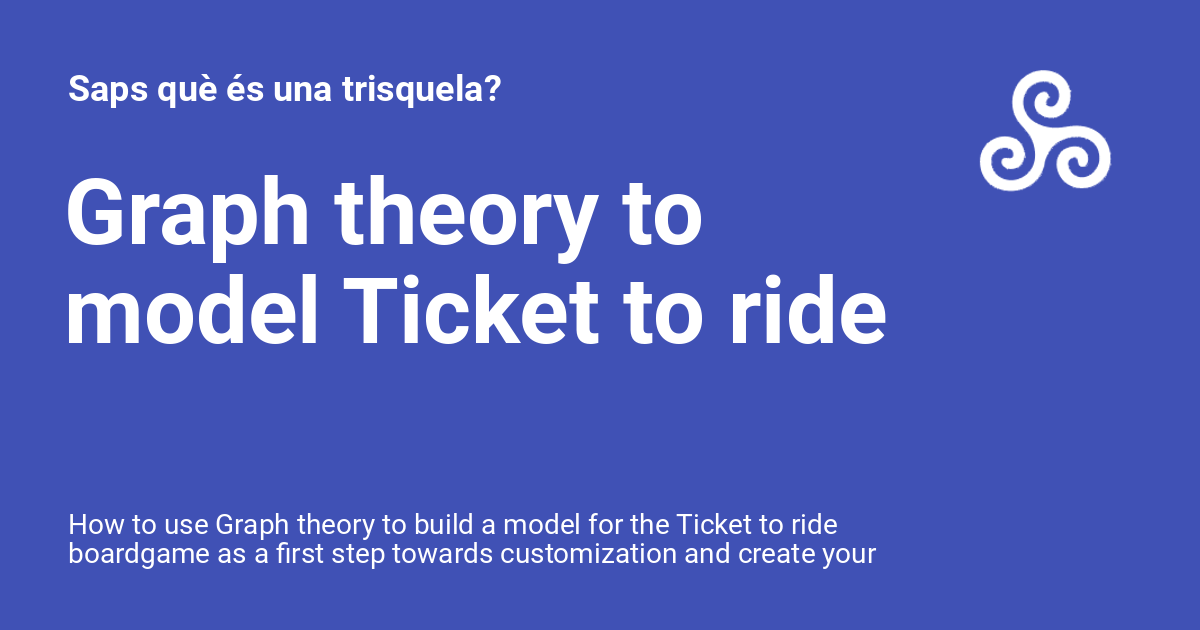 Saps què és una trisquela?
Graph theory to
model Ticket to ride
How to use Graph theory to build a model for the Ticket to ride
boardgame as a first step towards customization and create your